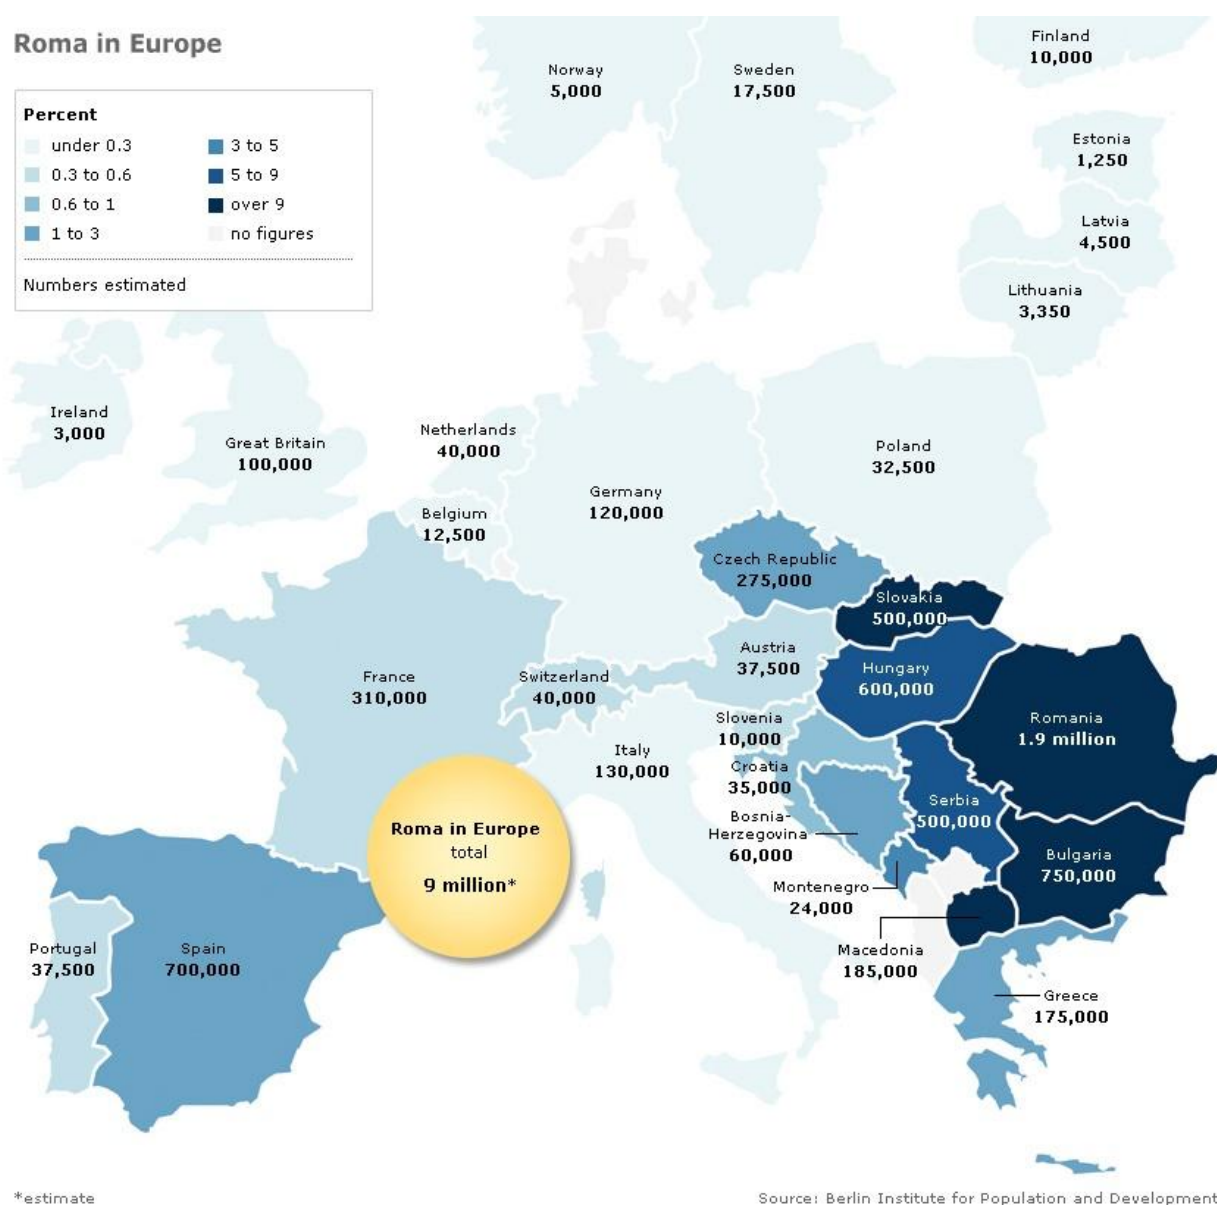 Roma in Europe
Percent
under 0.3
0.3 to 0.6
0.6 to 1
1 to 3
3 to 5
5 to 9
over 9
no figures
Numbers estimated
Norway
5,000
Sweden
17,500
Finland
10,000
Estonia
1,250
Latvia
4,500
Lithuania
3,350
Ireland
3,000
Great Britain
100,000
Netherlands
40,000
Belgium
12,500
Germany
120,000
Poland
32,500
Czech Republic
275,000
Slovakia
500,000
Austria
37,500
Hungary
600,000
France
310,000
Switzerland
40,000
Slovenia
10,000
Romania
1.9 million
Italy
130,000
Croatia
35,000
Serbia
500,000
Bosnia-
Herzegovina
60,000
Roma in Europe
total
9 million*
Bulgaria
750,000
Montenegro
24,000
Portugal
37,500
Spain
700,000
Macedonia
185,000
Greece
175,000
*estimate
Source: Berlin Institute for Population and Development